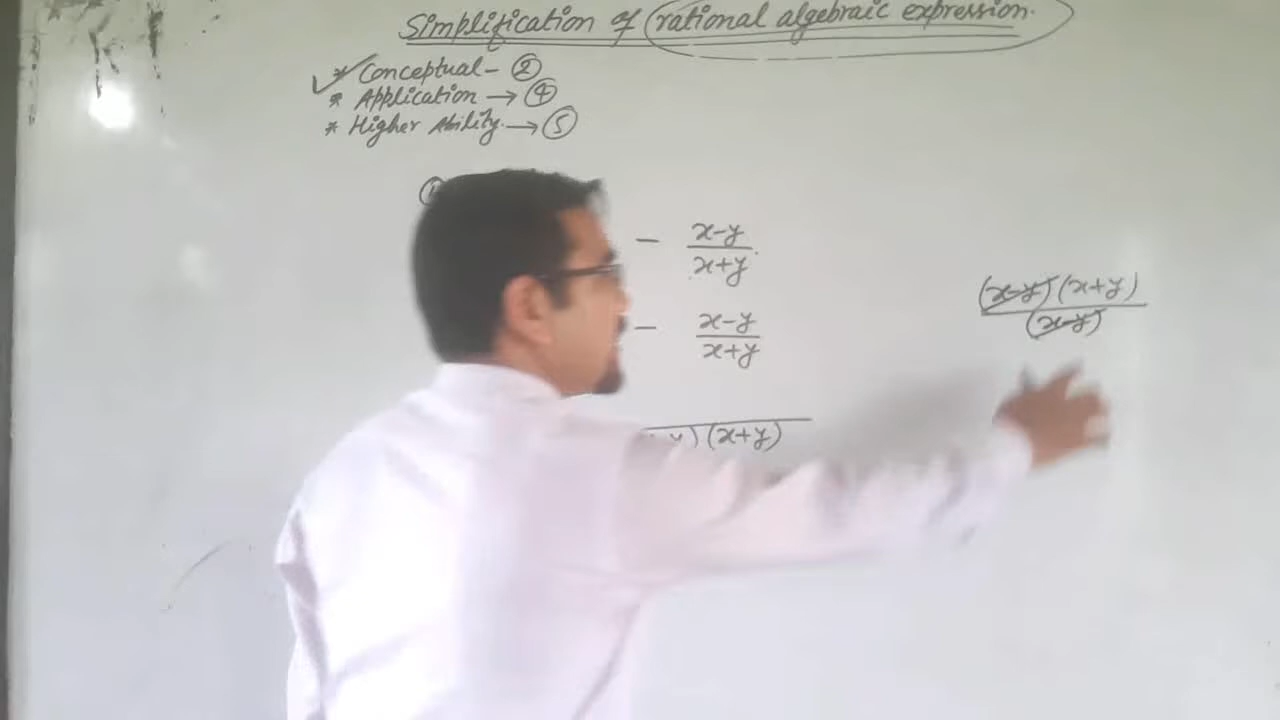 Simplification of rational algebraic expression.
* Conceptual - ②
* Application → ④
* Higher Ability. → ⑤
- x-y / x+y .
(x-y) (x+y) / (x-y)
- x-y / x+y
(x+y)